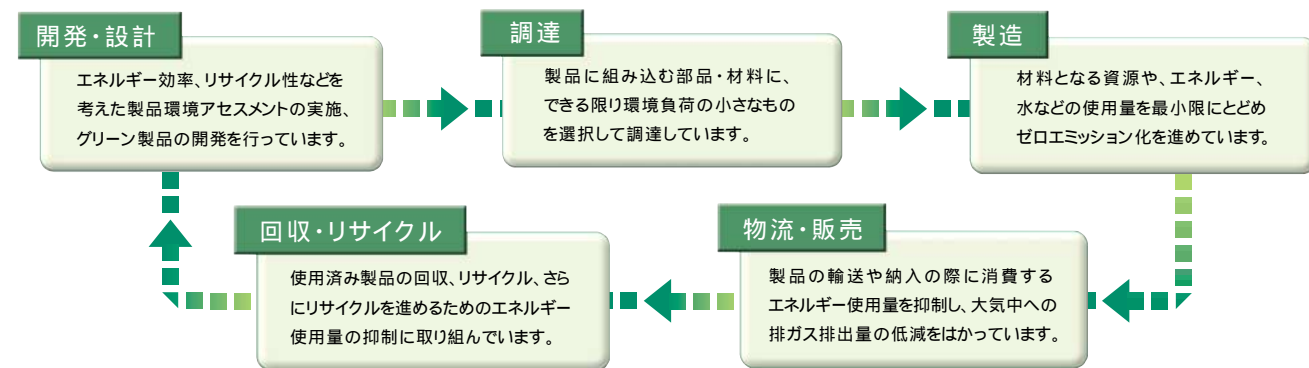 開発・設計
エネルギー効率、リサイクル性などを
考えた製品環境アセスメントの実施、
グリーン製品の開発を行っています。
調達
製品に組み込む部品・材料に、
できる限り環境負荷の小さなもの
を選択して調達しています。
製造
材料となる資源や、エネルギー、
水などの使用量を最小限にとどめ
ゼロエミッション化を進めています。
物流・販売
製品の輸送や納入の際に消費する
エネルギー使用量を抑制し、大気中への
排ガス排出量の低減をはかっています。
回収・リサイクル
使用済み製品の回収、リサイクル、さら
にリサイクルを進めるためのエネルギー
使用量の抑制に取り組んでいます。